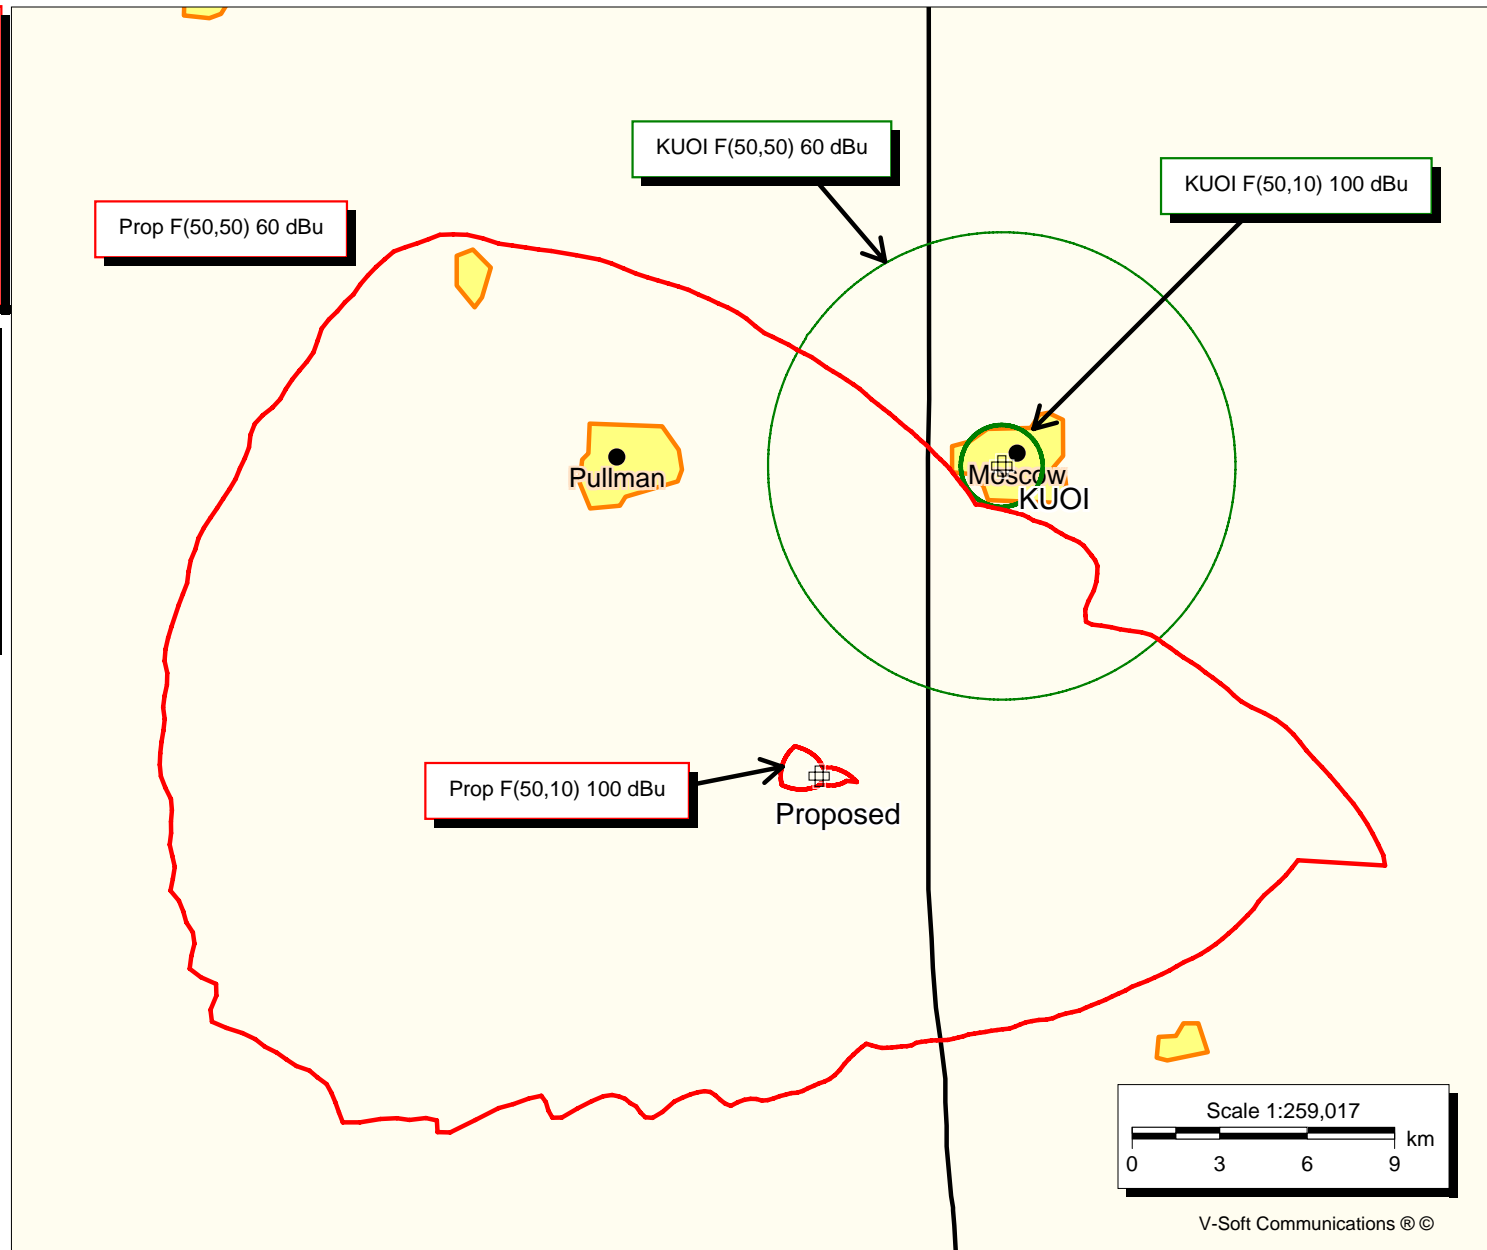 KUOI F(50,50) 60 dBu
KUOI F(50,10) 100 dBu
Prop F(50,50) 60 dBu
Pullman
Moscow
KUOI
Prop F(50,10) 100 dBu
Proposed
Scale 1:259,017
km
0 3 6 9
V-Soft Communications ® ©